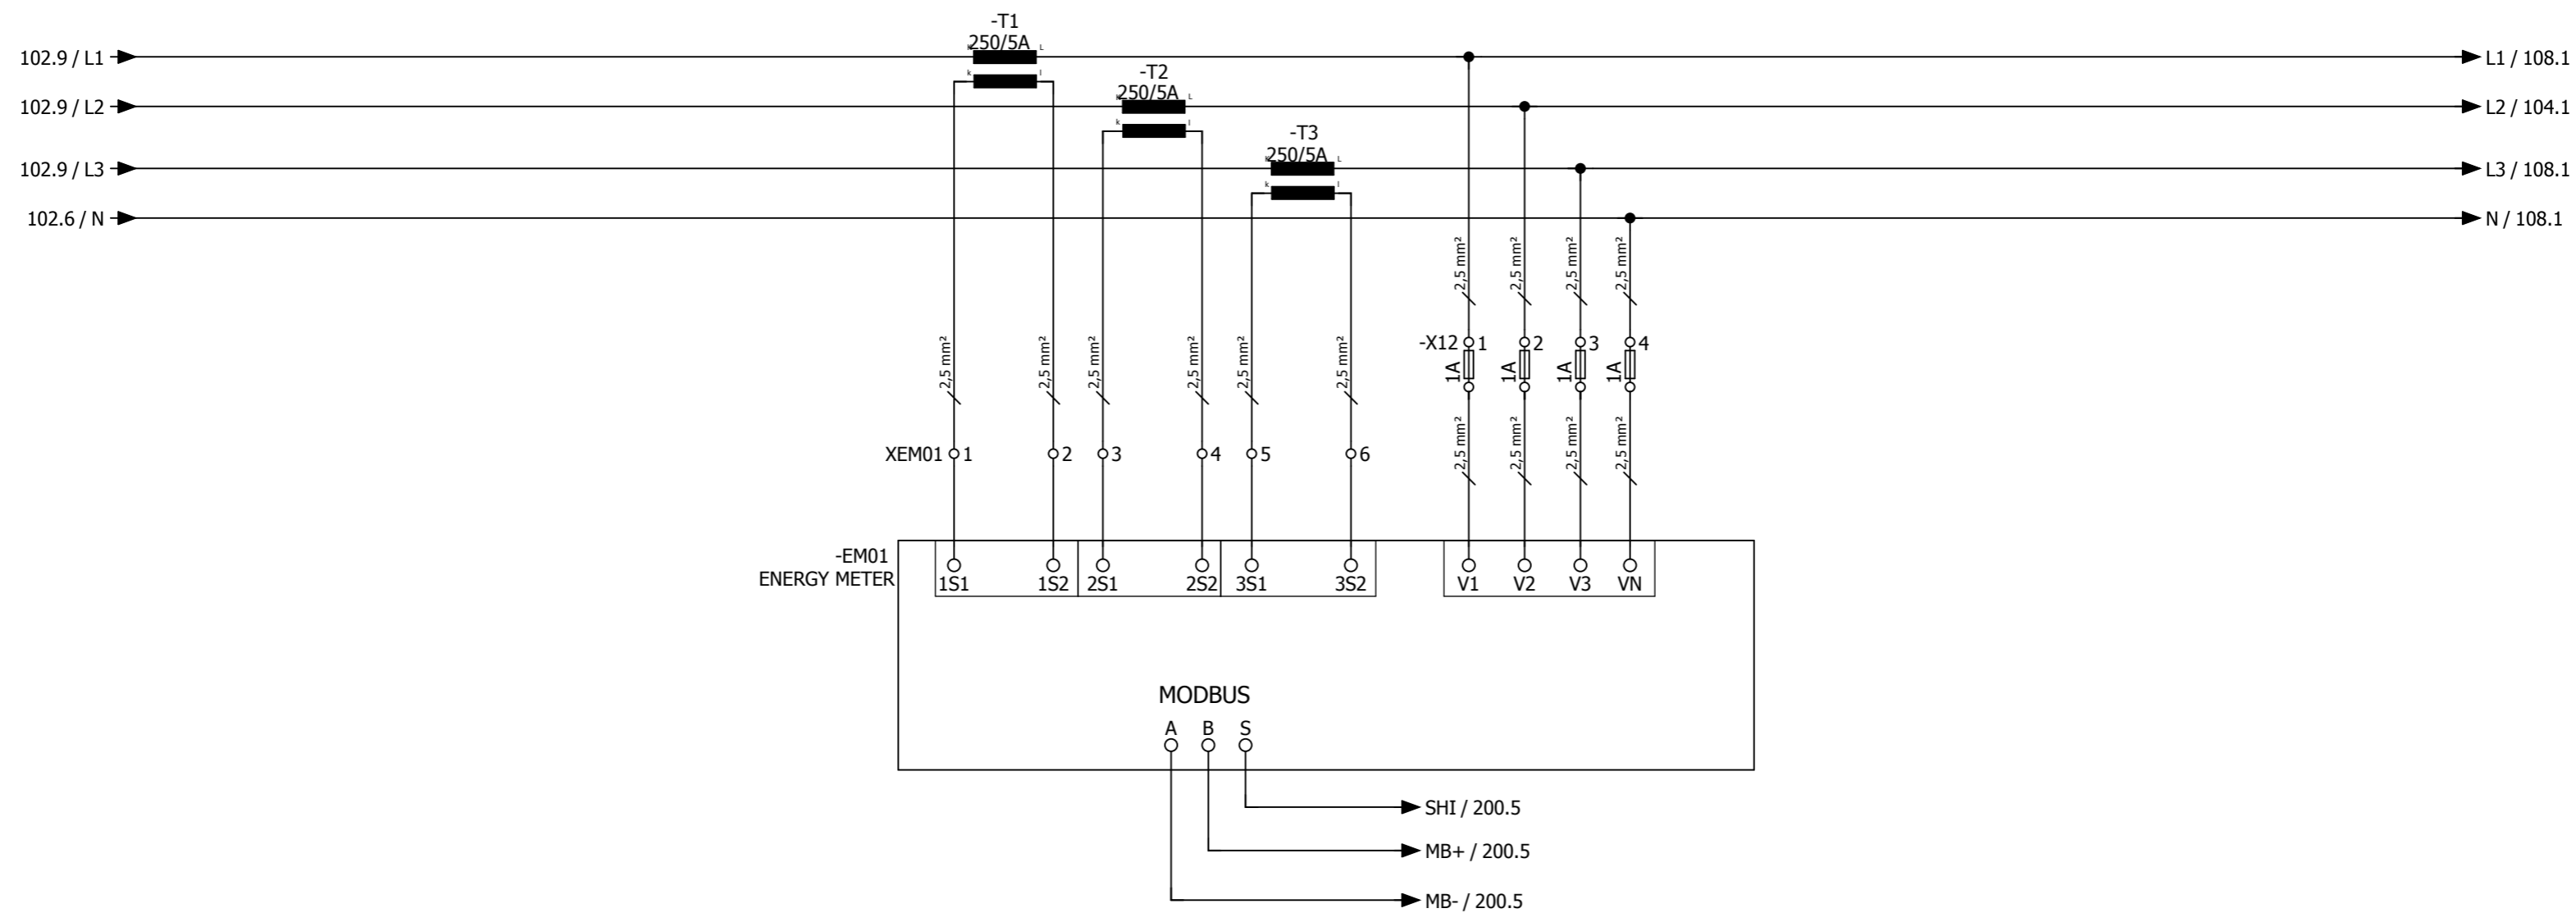 -T1
250/5A
K L
k l
102.9 / L1
L1 / 108.1
-T2
250/5A
K L
k l
102.9 / L2
L2 / 104.1
-T3
250/5A
K L
k l
102.9 / L3
L3 / 108.1
102.6 / N
N / 108.1
2,5 mm² 2,5 mm² 2,5 mm² 2,5 mm²
2,5 mm² 2,5 mm² 2,5 mm² 2,5 mm² 2,5 mm² 2,5 mm²
-X12 1 2 3 4
1A 1A 1A 1A
2,5 mm² 2,5 mm² 2,5 mm² 2,5 mm²
XEM01 1 2 3 4 5 6
-EM01
ENERGY METER
1S1 1S2 2S1 2S2 3S1 3S2 V1 V2 V3 VN
MODBUS
A B S
SHI / 200.5
MB+ / 200.5
MB- / 200.5